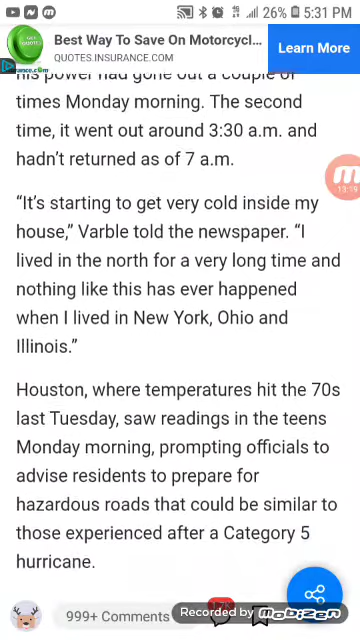 26% 5:31 PM
GET QUOTES
Best Way To Save On Motorcycl...
QUOTES.INSURANCE.COM
Learn More
his power had gone out a couple of
times Monday morning. The second
time, it went out around 3:30 a.m. and
hadn't returned as of 7 a.m.
13:19
“It's starting to get very cold inside my
house,” Varble told the newspaper. “I
lived in the north for a very long time and
nothing like this has ever happened
when I lived in New York, Ohio and
Illinois.”
Houston, where temperatures hit the 70s
last Tuesday, saw readings in the teens
Monday morning, prompting officials to
advise residents to prepare for
hazardous roads that could be similar to
those experienced after a Category 5
hurricane.
999+ Comments
Recorded by mobizen